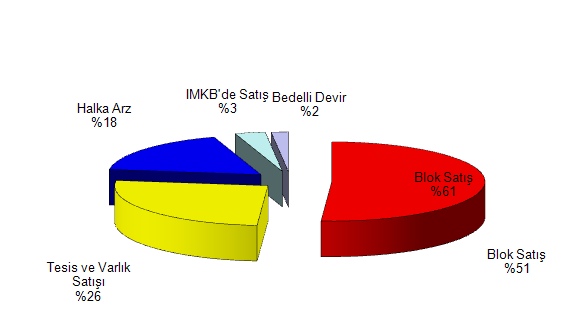 IMKB'de Satış
%3
Bedelli Devir
%2
Halka Arz
%18
Blok Satış
%61
Blok Satış
%51
Tesis ve Varlık
Satışı
%26